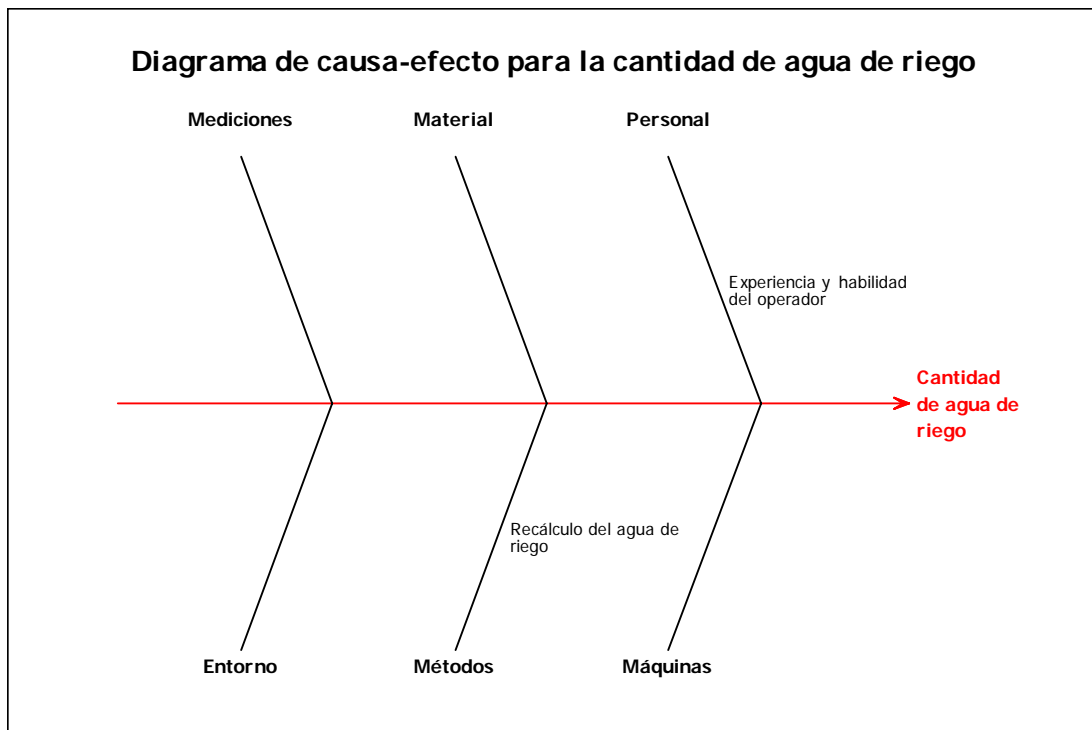 Diagrama de causa-efecto para la cantidad de agua de riego
Mediciones
Material
Personal
Experiencia y habilidad
del operador
Cantidad
de agua de
riego
Recálculo del agua de
riego
Entorno
Métodos
Máquinas